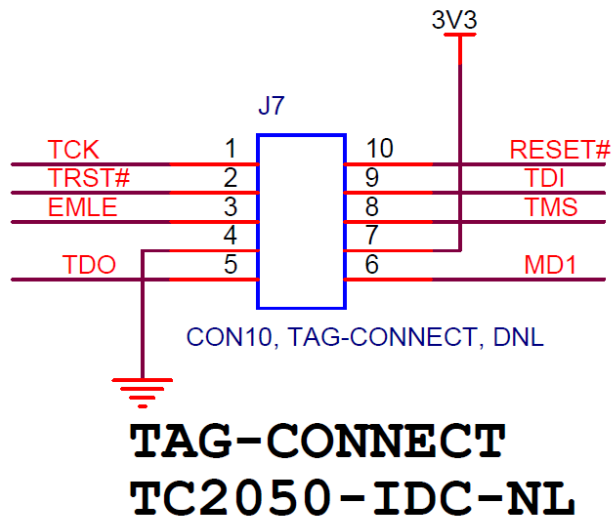 3V3
J7
TCK 1 10 RESET#
TRST# 2 9 TDI
EMLE 3 8 TMS
4 7
TDO 5 6 MD1
CON10, TAG-CONNECT, DNL
TAG-CONNECT
TC2050-IDC-NL